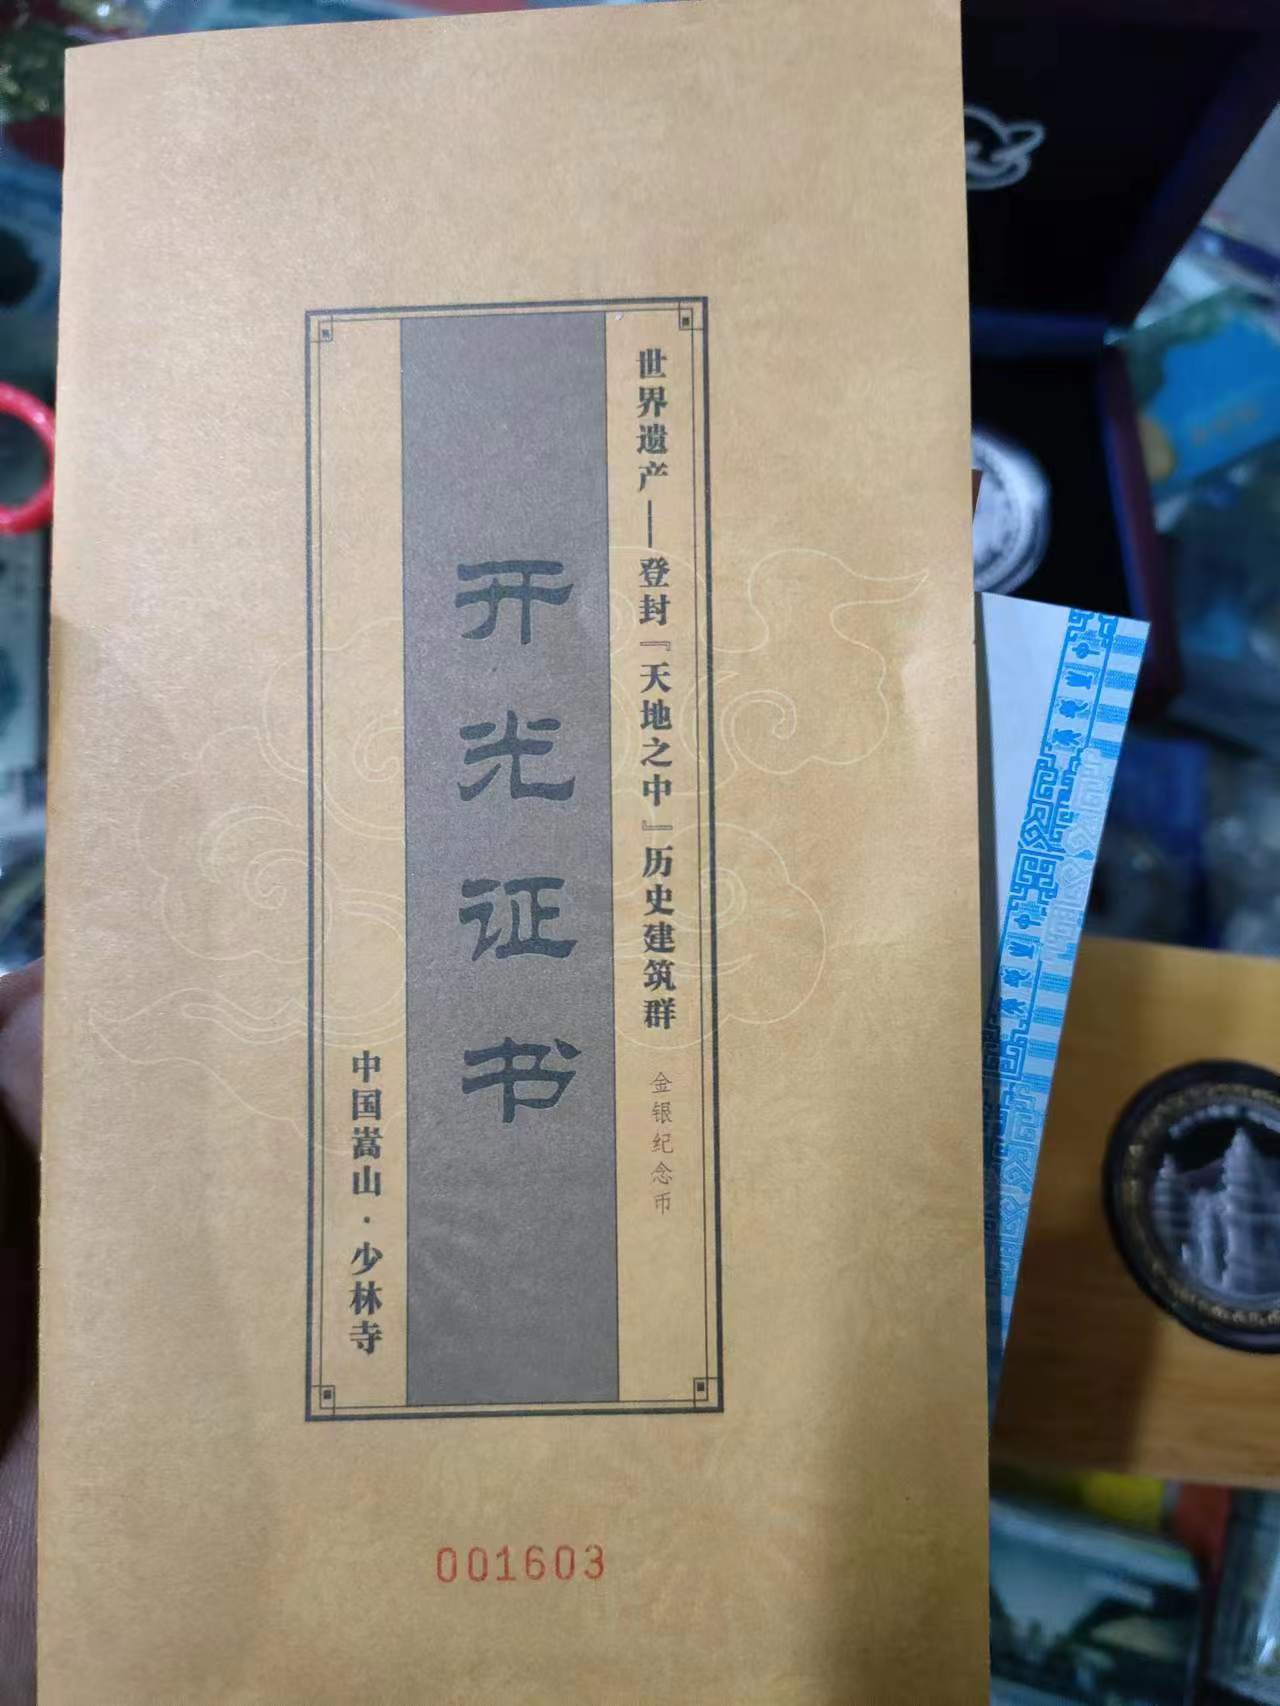 世界遗产——登封『天地之中』历史建筑群
金银纪念币
开光证书
中国嵩山·少林寺
001603